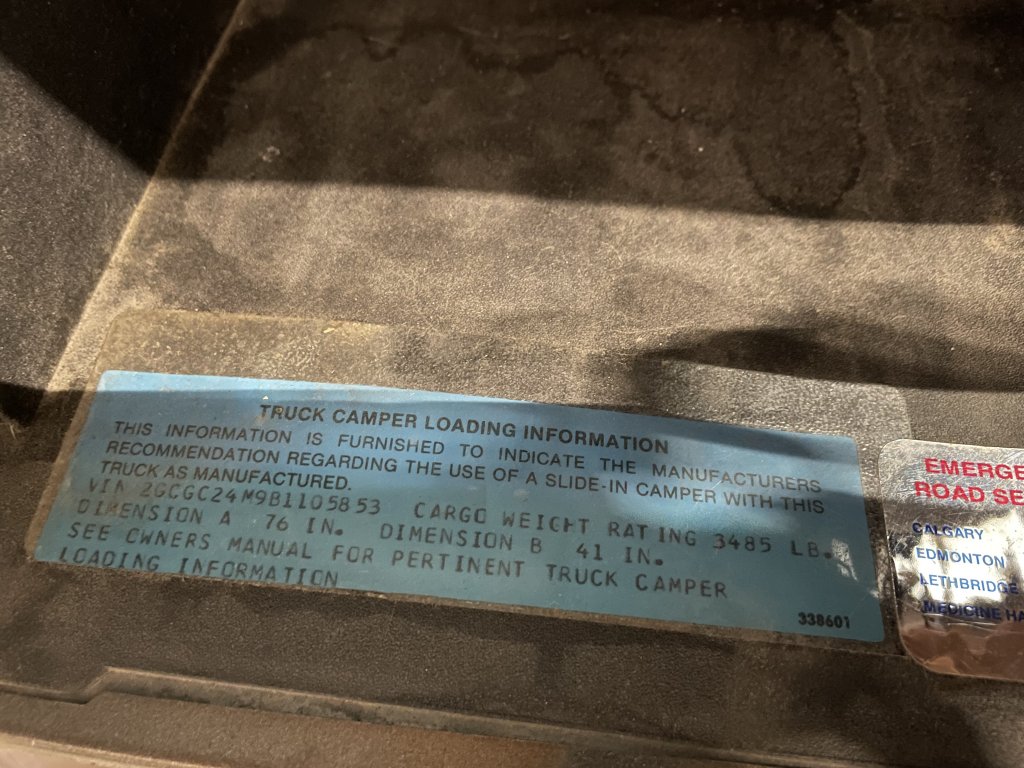 TRUCK CAMPER LOADING INFORMATION
THIS INFORMATION IS FURNISHED TO INDICATE THE MANUFACTURERS
RECOMMENDATION REGARDING THE USE OF A SLIDE-IN CAMPER WITH THIS
TRUCK AS MANUFACTURED.
VIN 2GCGC24M9B1105853 CARGO WEIGHT RATING 3485 LB.
DIMENSION A 76 IN. DIMENSION B 41 IN.
SEE OWNERS MANUAL FOR PERTINENT TRUCK CAMPER
LOADING INFORMATION
338601
EMERGE
ROAD SE
CALGARY
EDMONTON
LETHBRIDGE
MEDICINE HA